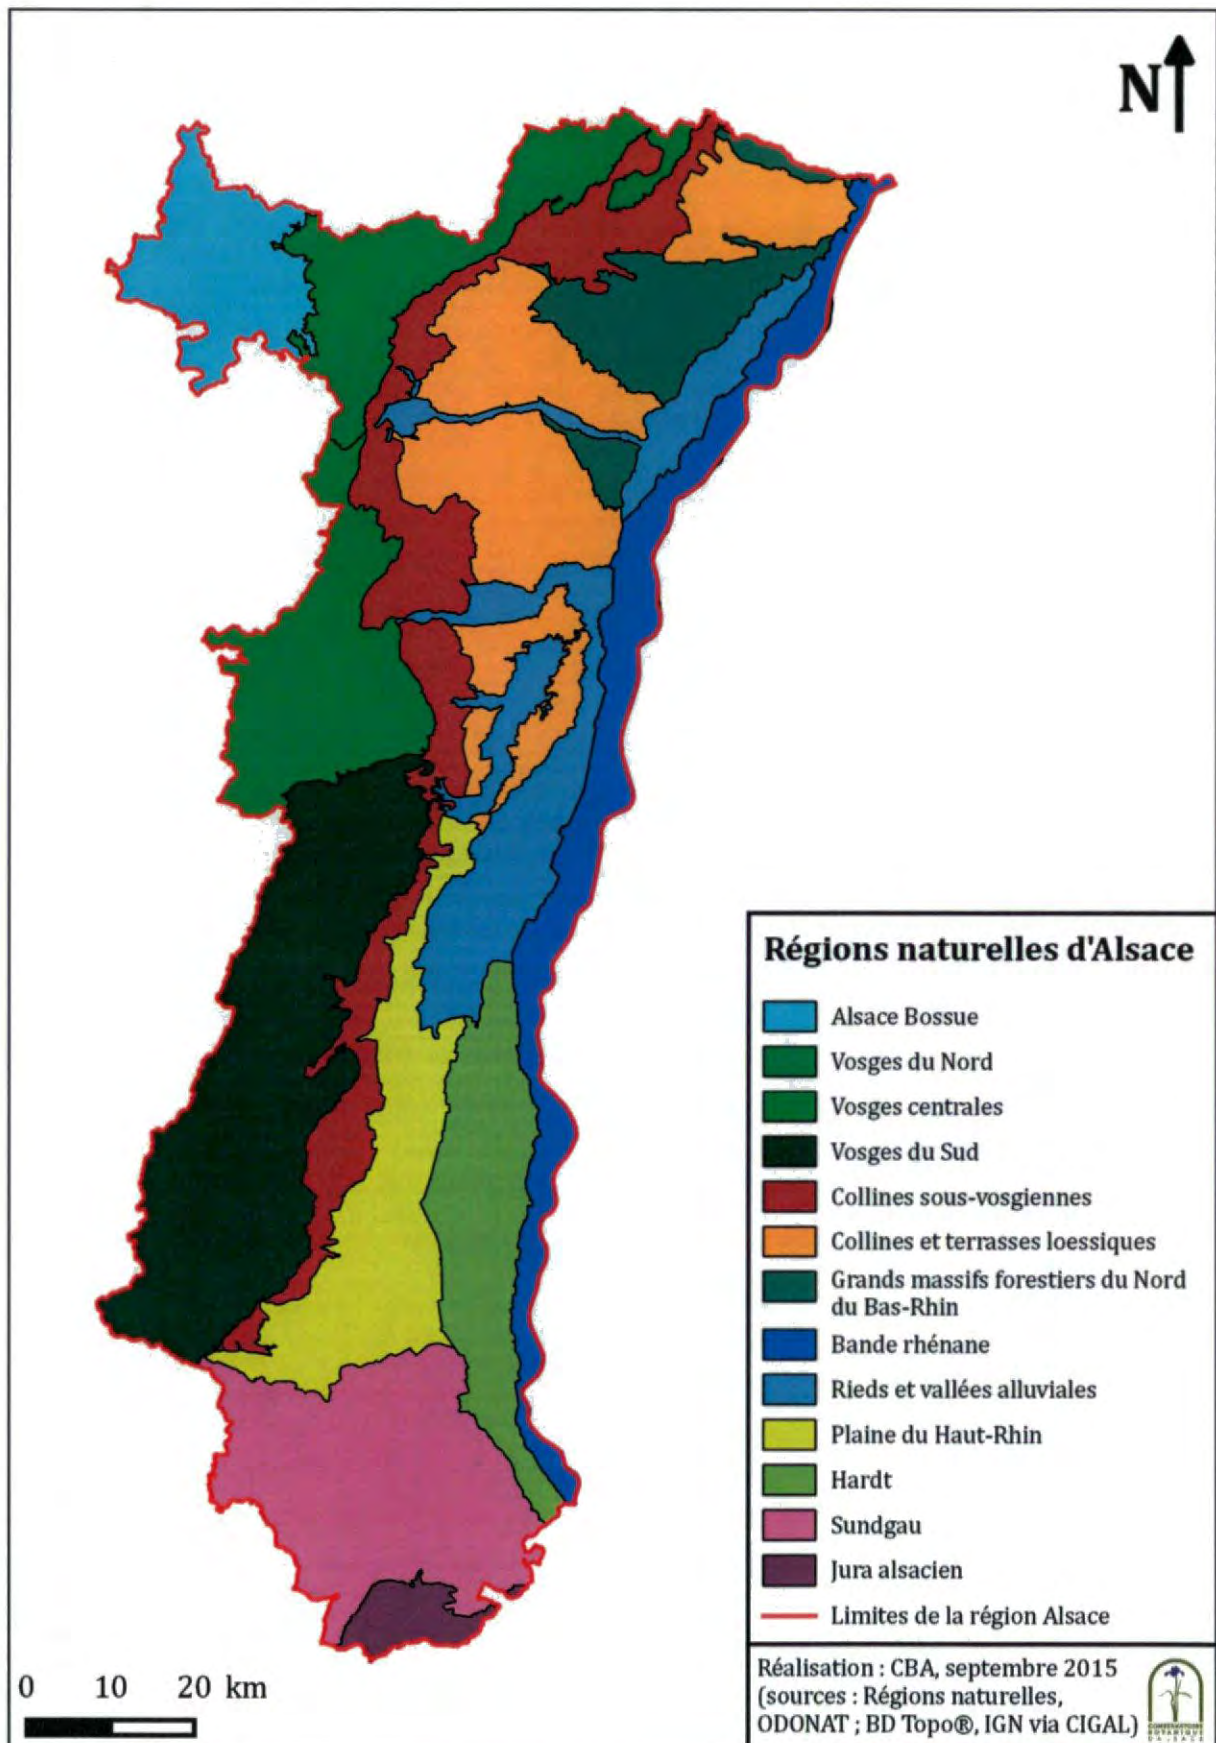 N
Régions naturelles d'Alsace
Alsace Bossue
Vosges du Nord
Vosges centrales
Vosges du Sud
Collines sous-vosgiennes
Collines et terrasses loessiques
Grands massifs forestiers du Nord
du Bas-Rhin
Bande rhénane
Rieds et vallées alluviales
Plaine du Haut-Rhin
Hardt
Sundgau
Jura alsacien
Limites de la région Alsace
0 10 20 km
Réalisation : CBA, septembre 2015
(sources : Régions naturelles,
ODONAT ; BD Topo®, IGN via CIGAL)
CONSERVATOIRE
BOTANIQUE
D'ALSACE